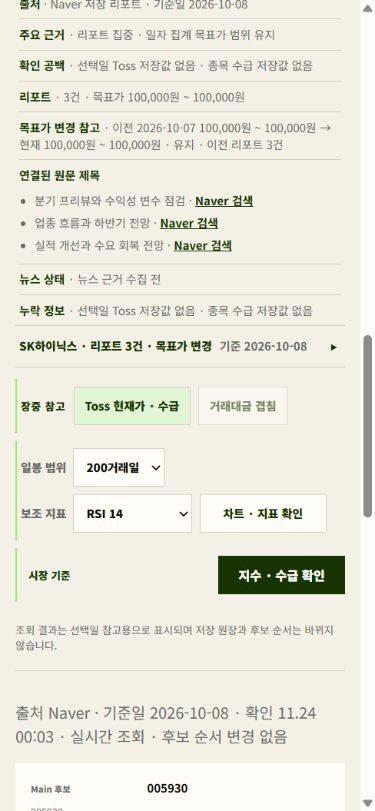 출처 · Naver 저장 리포트 · 기준일 2026-10-08
주요 근거 · 리포트 집중 · 일자 집계 목표가 범위 유지
확인 공백 · 선택일 Toss 저장값 없음 · 종목 수급 저장값 없음
리포트 · 3건 · 목표가 100,000원 ~ 100,000원
목표가 변경 참고 · 이전 2026-10-07 100,000원 ~ 100,000원 →
현재 100,000원 ~ 100,000원 · 유지 · 이전 리포트 3건
연결된 원문 제목
• 분기 프리뷰와 수익성 변수 점검 · Naver 검색
• 업종 흐름과 하반기 전망 · Naver 검색
• 실적 개선과 수요 회복 전망 · Naver 검색
뉴스 상태 · 뉴스 근거 수집 전
누락 정보 · 선택일 Toss 저장값 없음 · 종목 수급 저장값 없음
SK하이닉스 · 리포트 3건 · 목표가 변경 기준 2026-10-08 ▸
장중 참고 Toss 현재가 · 수급 거래대금 겹침
일봉 범위 200거래일
보조 지표 RSI 14 차트 · 지표 확인
시장 기준 지수 · 수급 확인
조회 결과는 선택일 참고용으로 표시되며 저장 원장과 후보 순서는 바뀌지
않습니다.
출처 Naver · 기준일 2026-10-08 · 확인 11.24
00:03 · 실시간 조회 · 후보 순서 변경 없음
Main 후보 005930
005930